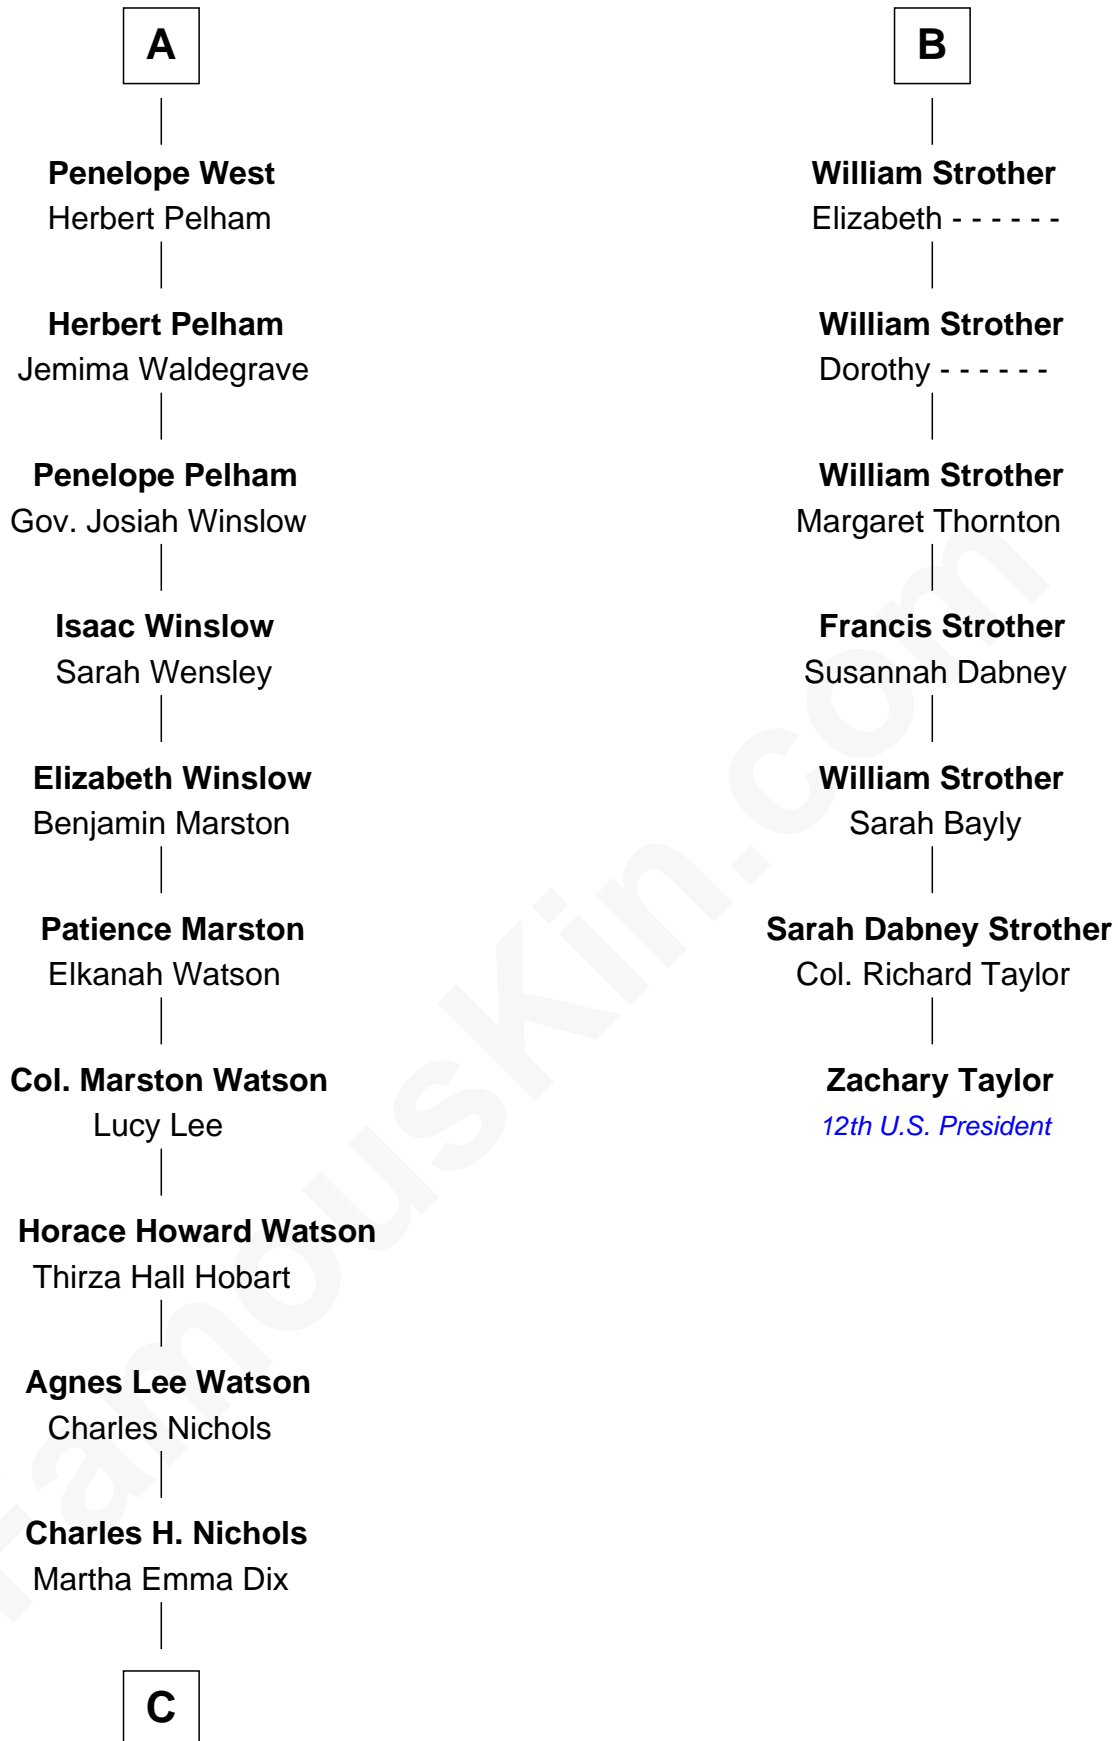 A
Penelope West
Herbert Pelham
Herbert Pelham
Jemima Waldegrave
Penelope Pelham
Gov. Josiah Winslow
Isaac Winslow
Sarah Wensley
Elizabeth Winslow
Benjamin Marston
Patience Marston
Elkanah Watson
Col. Marston Watson
Lucy Lee
Horace Howard Watson
Thirza Hall Hobart
Agnes Lee Watson
Charles Nichols
Charles H. Nichols
Martha Emma Dix
C
B
William Strother
Elizabeth - - - - - -
William Strother
Dorothy - - - - - -
William Strother
Margaret Thornton
Francis Strother
Susannah Dabney
William Strother
Sarah Bayly
Sarah Dabney Strother
Col. Richard Taylor
Zachary Taylor
12th U.S. President
FamousKin.com